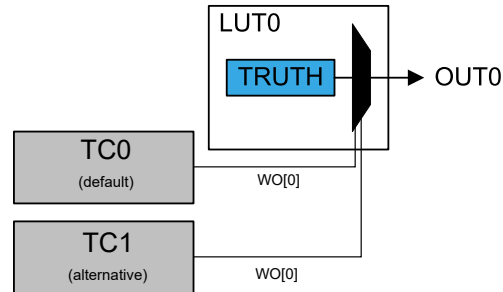 LUT0
TRUTH
OUT0
TC0
(default)
WO[0]
TC1
(alternative)
WO[0]